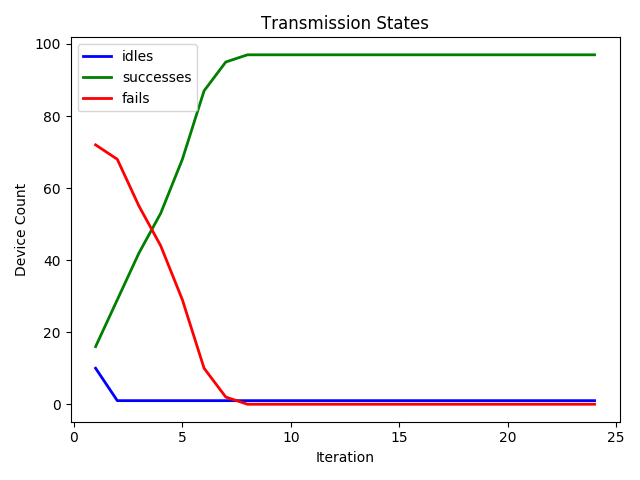 Transmission States
idles
successes
fails
100
80
60
40
20
0
Device Count
0 5 10 15 20 25
Iteration